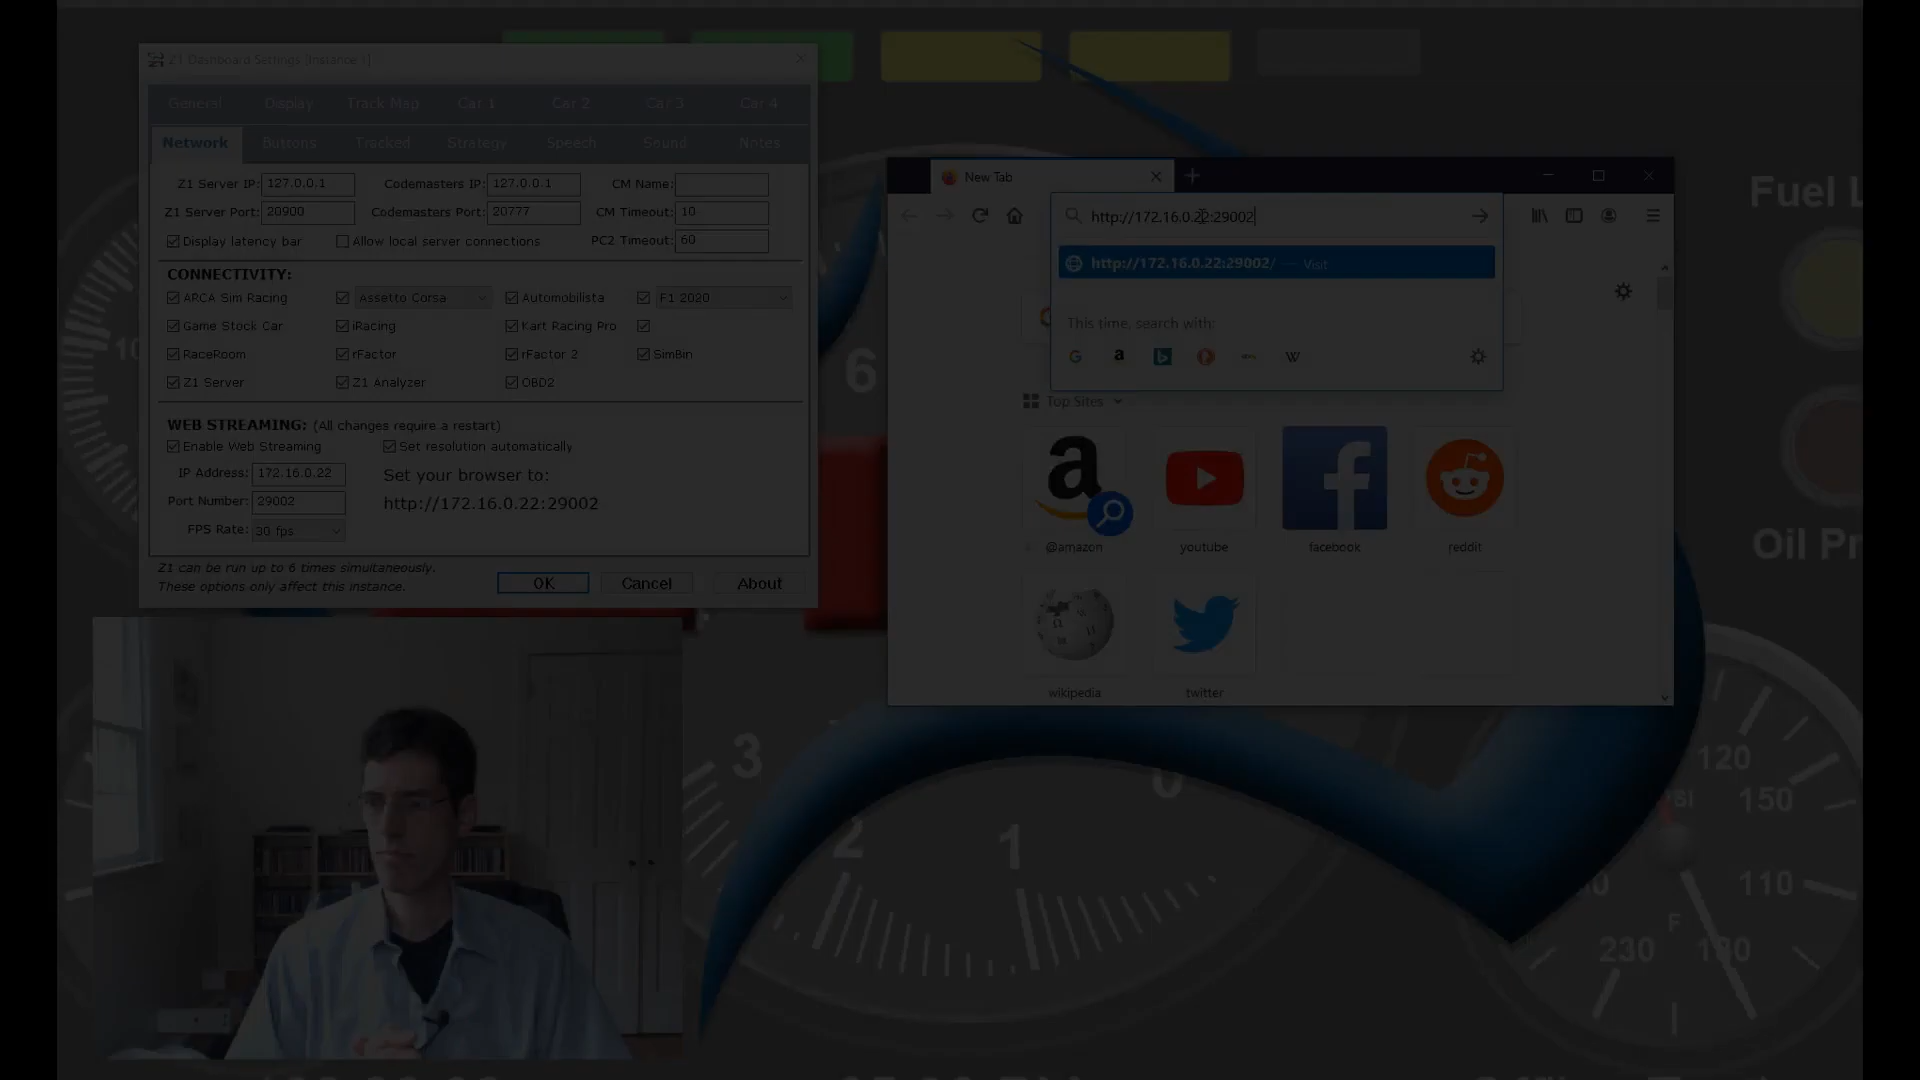 Z1 Dashboard Settings [Instance 1]
General Display Track Map Car 1 Car 2 Car 3 Car 4
Network Buttons Tracked Strategy Speech Sound Notes
Z1 Server IP: 127.0.0.1 Codemasters IP: 127.0.0.1 CM Name:
Z1 Server Port: 20900 Codemasters Port: 20777 CM Timeout: 10
Display latency bar Allow local server connections PC2 Timeout: 60
CONNECTIVITY:
ARCA Sim Racing Assetto Corsa Automobilista F1 2020
Game Stock Car iRacing Kart Racing Pro
RaceRoom rFactor rFactor 2 SimBin
Z1 Server Z1 Analyzer OBD2
WEB STREAMING: (All changes require a restart)
Enable Web Streaming Set resolution automatically
IP Address: 172.16.0.22 Set your browser to:
Port Number: 29002 http://172.16.0.22:29002
FPS Rate: 30 fps
Z1 can be run up to 6 times simultaneously.
These options only affect this instance.
OK Cancel About
New Tab
http://172.16.0.22:29002
http://172.16.0.22:29002/ — Visit
This time, search with:
Top Sites
@amazon youtube facebook reddit
wikipedia twitter
Fuel L
Oil Pr
10
6
3
2
1
0
120
150
110
230
130
F